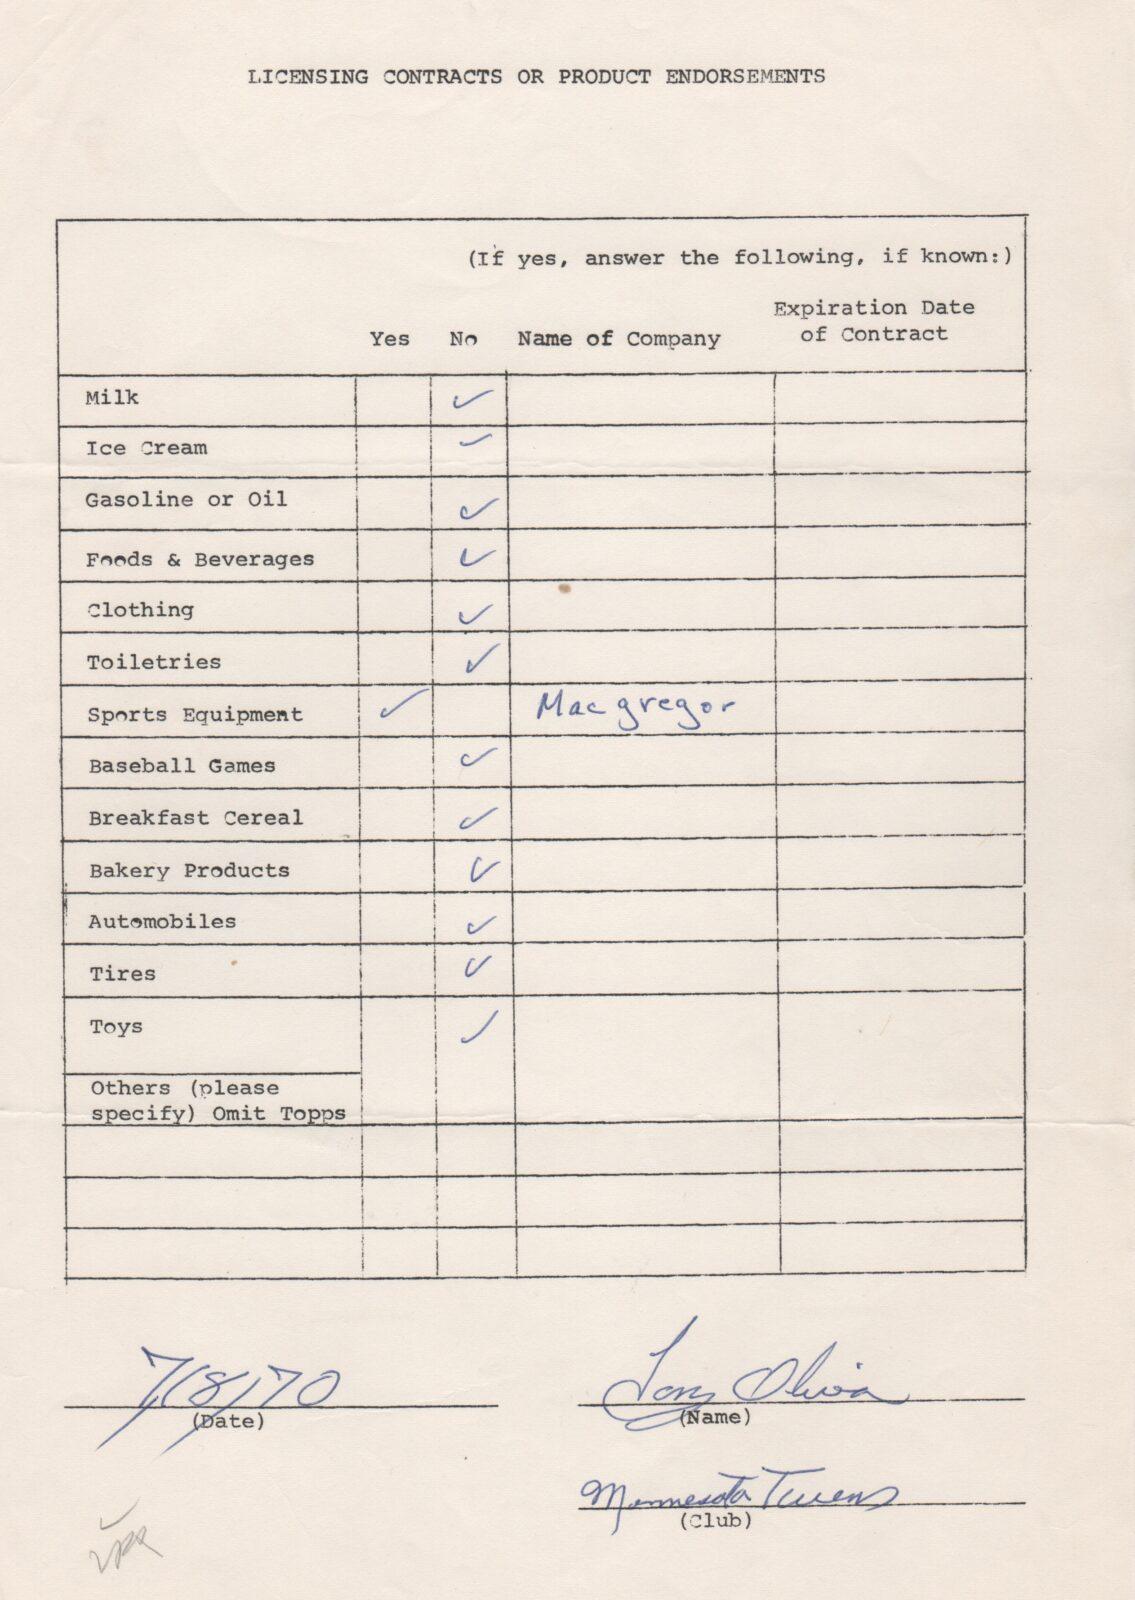 LICENSING CONTRACTS OR PRODUCT ENDORSEMENTS
(If yes, answer the following, if known:)
Yes No Name of Company Expiration Date of Contract
Milk ✓
Ice Cream ✓
Gasoline or Oil ✓
Foods & Beverages ✓
Clothing ✓
Toiletries ✓
Sports Equipment ✓ Macgregor
Baseball Games ✓
Breakfast Cereal ✓
Bakery Products ✓
Automobiles ✓
Tires ✓
Toys ✓
Others (please
specify) Omit Topps
7/8/70 Tony Oliva
(Date) (Name)
Minnesota Twins
(Club)